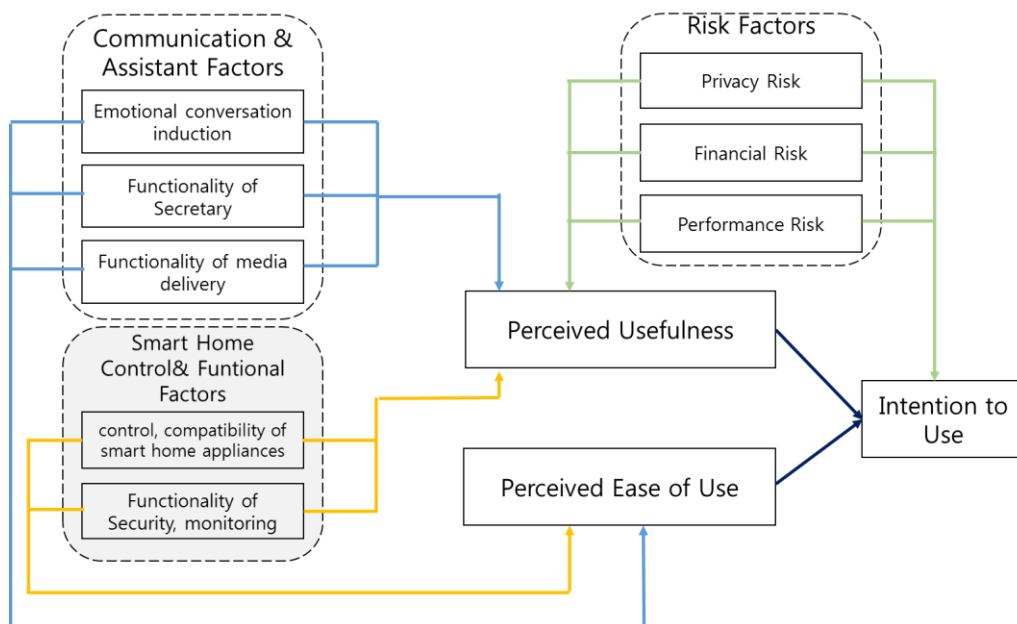 Communication &
Assistant Factors
Emotional conversation
induction
Functionality of
Secretary
Functionality of media
delivery
Smart Home
Control& Funtional
Factors
control, compatibility of
smart home appliances
Functionality of
Security, monitoring
Risk Factors
Privacy Risk
Financial Risk
Performance Risk
Perceived Usefulness
Perceived Ease of Use
Intention to
Use